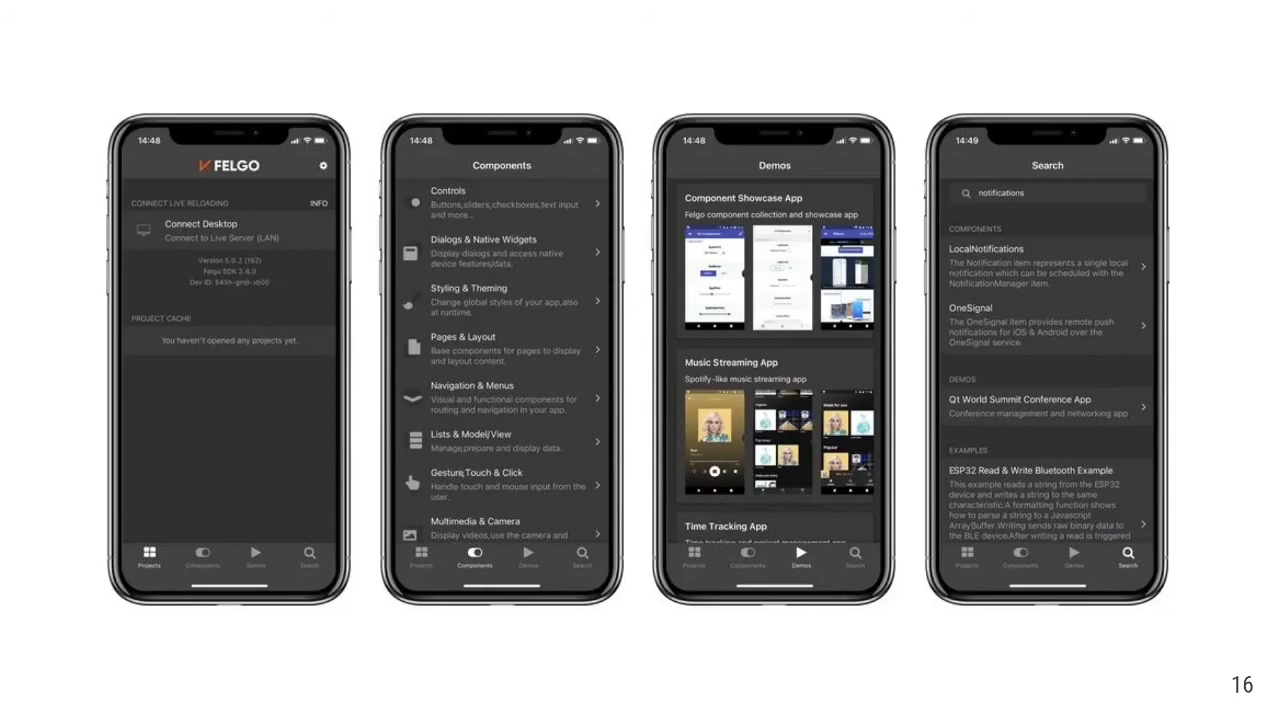 14:48
FELGO
CONNECT LIVE RELOADING INFO
Connect Desktop
Connect to Live Server (LAN)
Version 5.0.2 (192)
Felgo SDK 3.8.0
PROJECT CACHE
You haven't opened any projects yet.
Projects Components Demos Search
14:48
Components
Controls
Buttons,sliders,checkboxes,text input
and more...
Dialogs & Native Widgets
Display dialogs and access native
device features/data.
Styling & Theming
Change global styles of your app,also
at runtime.
Pages & Layout
Base components for pages to display
and layout content.
Navigation & Menus
Visual and functional components for
routing and navigation in your app.
Lists & Model/View
Manage,prepare and display data.
Gesture,Touch & Click
Handle touch and mouse input from the
user.
Multimedia & Camera
Display videos,use the camera and
Projects Components Demos Search
14:48
Demos
Component Showcase App
Felgo component collection and showcase app
Music Streaming App
Spotify-like music streaming app
Made for you
Popular
Time Tracking App
Time tracking and project management app
Projects Components Demos Search
14:49
Search
notifications
COMPONENTS
LocalNotifications
The Notification item represents a single local
notification which can be scheduled with the
NotificationManager item.
OneSignal
The OneSignal item provides remote push
notifications for iOS & Android over the
OneSignal service.
DEMOS
Qt World Summit Conference App
Conference management and networking app
EXAMPLES
ESP32 Read & Write Bluetooth Example
This example reads a string from the ESP32
device and writes a string to the same
characteristic.A formatting function shows
how to parse a string to a Javascript
ArrayBuffer.Writing sends raw binary data to
the BLE device.After writing a read is triggered
Projects Components Demos Search
16